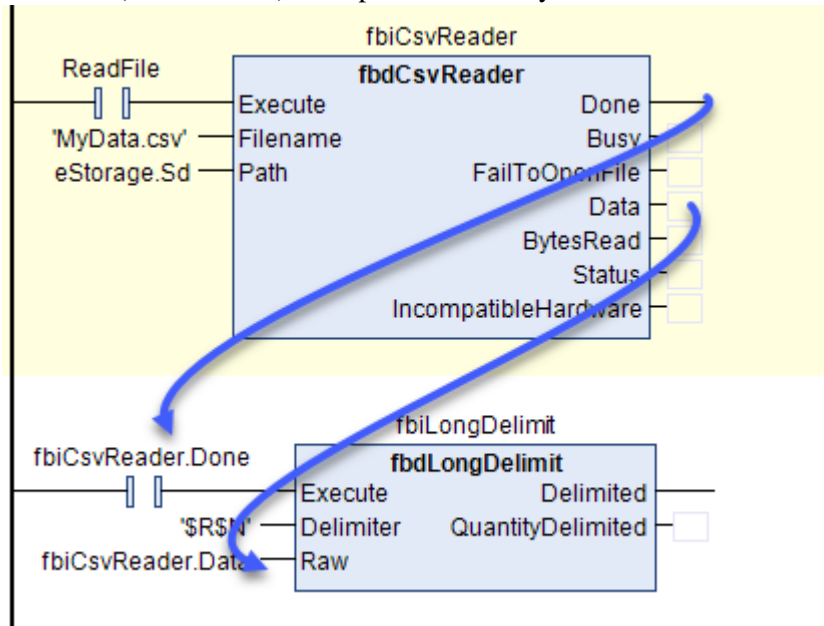 fbiCsvReader
ReadFile
fbdCsvReader
Execute Done
'MyData.csv' Filename Busy
eStorage.Sd Path FailToOpenFile
Data
BytesRead
Status
IncompatibleHardware
fbiLongDelimit
fbiCsvReader.Done
fbdLongDelimit
Execute Delimited
'$R$N' Delimiter QuantityDelimited
fbiCsvReader.Data Raw